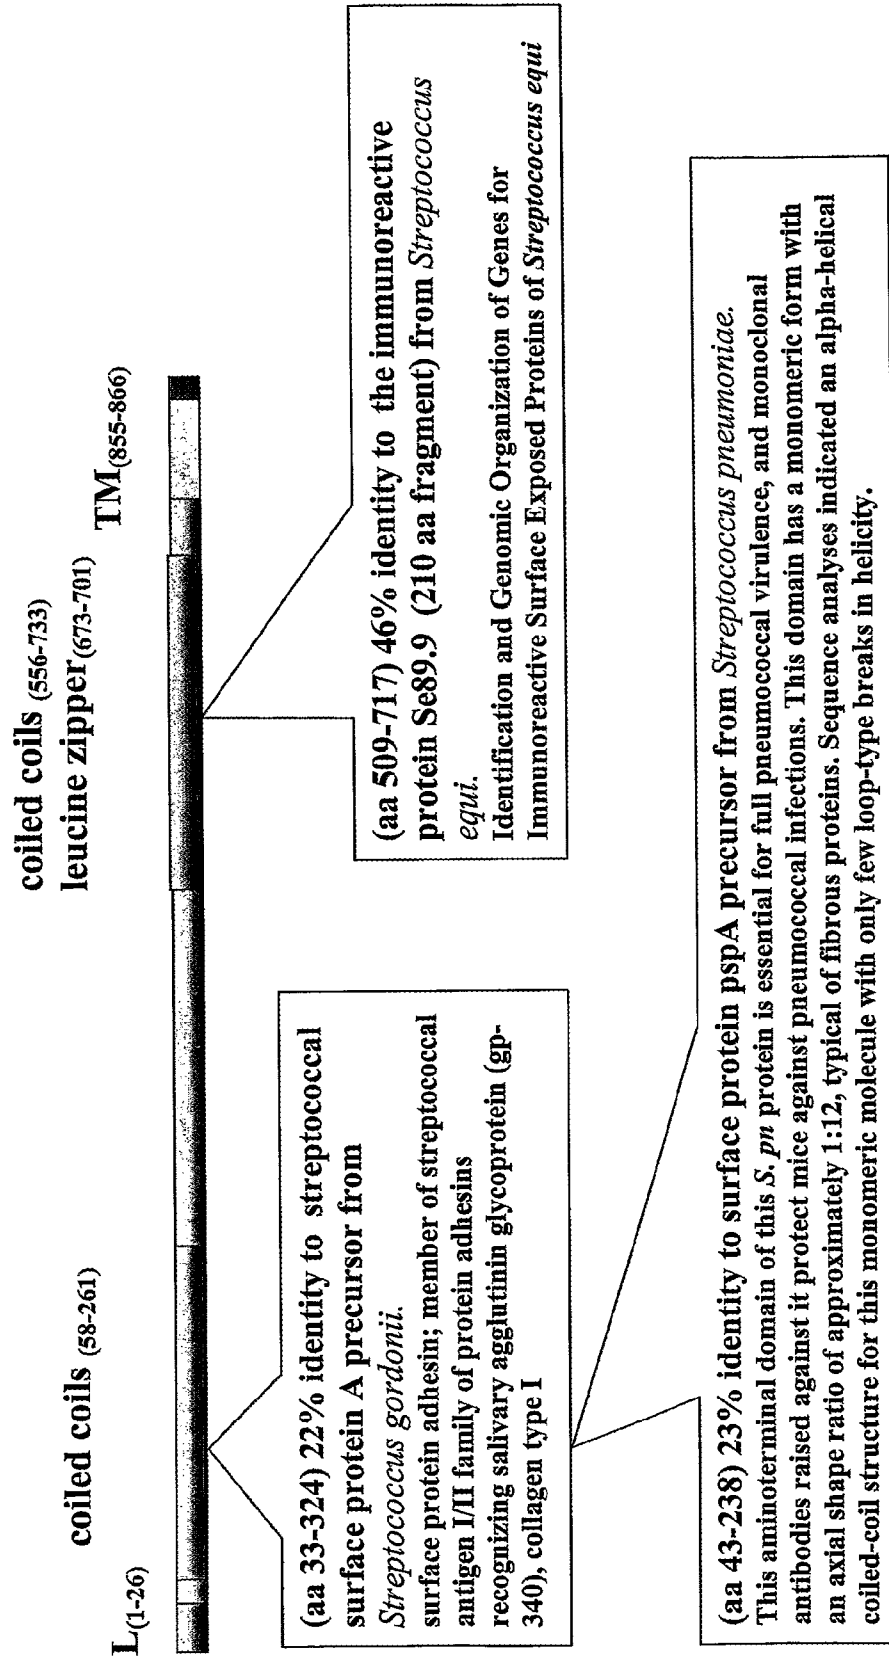 coiled coils (556-733)
leucine zipper(673-701)
L(1-26)
coiled coils (58-261)
TM(855-866)
(aa 33-324) 22% identity to streptococcal
surface protein A precursor from
Streptococcus gordonii.
surface protein adhesin; member of streptococcal
antigen I/II family of protein adhesins
recognizing salivary agglutinin glycoprotein (gp-
340), collagen type I
(aa 509-717) 46% identity to the immunoreactive
protein Se89.9 (210 aa fragment) from Streptococcus
equi.
Identification and Genomic Organization of Genes for
Immunoreactive Surface Exposed Proteins of Streptococcus equi
(aa 43-238) 23% identity to surface protein pspA precursor from Streptococcus pneumoniae.
This aminoterminal domain of this S. pn protein is essential for full pneumococcal virulence, and monoclonal
antibodies raised against it protect mice against pneumococcal infections. This domain has a monomeric form with
an axial shape ratio of approximately 1:12, typical of fibrous proteins. Sequence analyses indicated an alpha-helical
coiled-coil structure for this monomeric molecule with only few loop-type breaks in helicity.